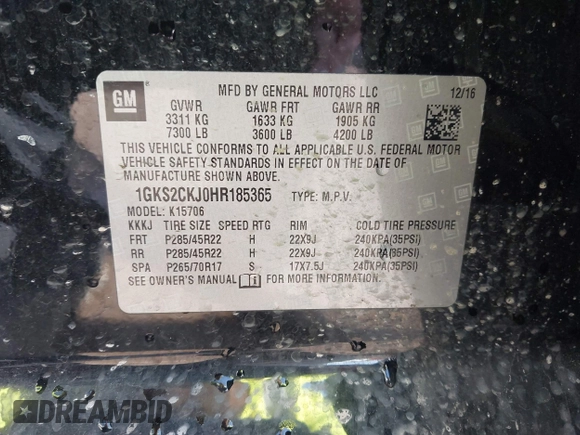 GM
MFD BY GENERAL MOTORS LLC
12/16
GVWR GAWR FRT GAWR RR
3311 KG 1633 KG 1905 KG
7300 LB 3600 LB 4200 LB
THIS VEHICLE CONFORMS TO ALL APPLICABLE U.S. FEDERAL MOTOR
VEHICLE SAFETY STANDARDS IN EFFECT ON THE DATE OF
MANUFACTURE SHOWN ABOVE.
1GKS2CKJ0HR185365 TYPE: M.P.V.
MODEL: K15706
KKKJ TIRE SIZE SPEED RTG RIM COLD TIRE PRESSURE
FRT P285/45R22 H 22X9J 240KPA(35PSI)
RR P285/45R22 H 22X9J 240KPA(35PSI)
SPA P265/70R17 S 17X7.5J 240KPA(35PSI)
SEE OWNER'S MANUAL i FOR MORE INFORMATION.
DREAMBID